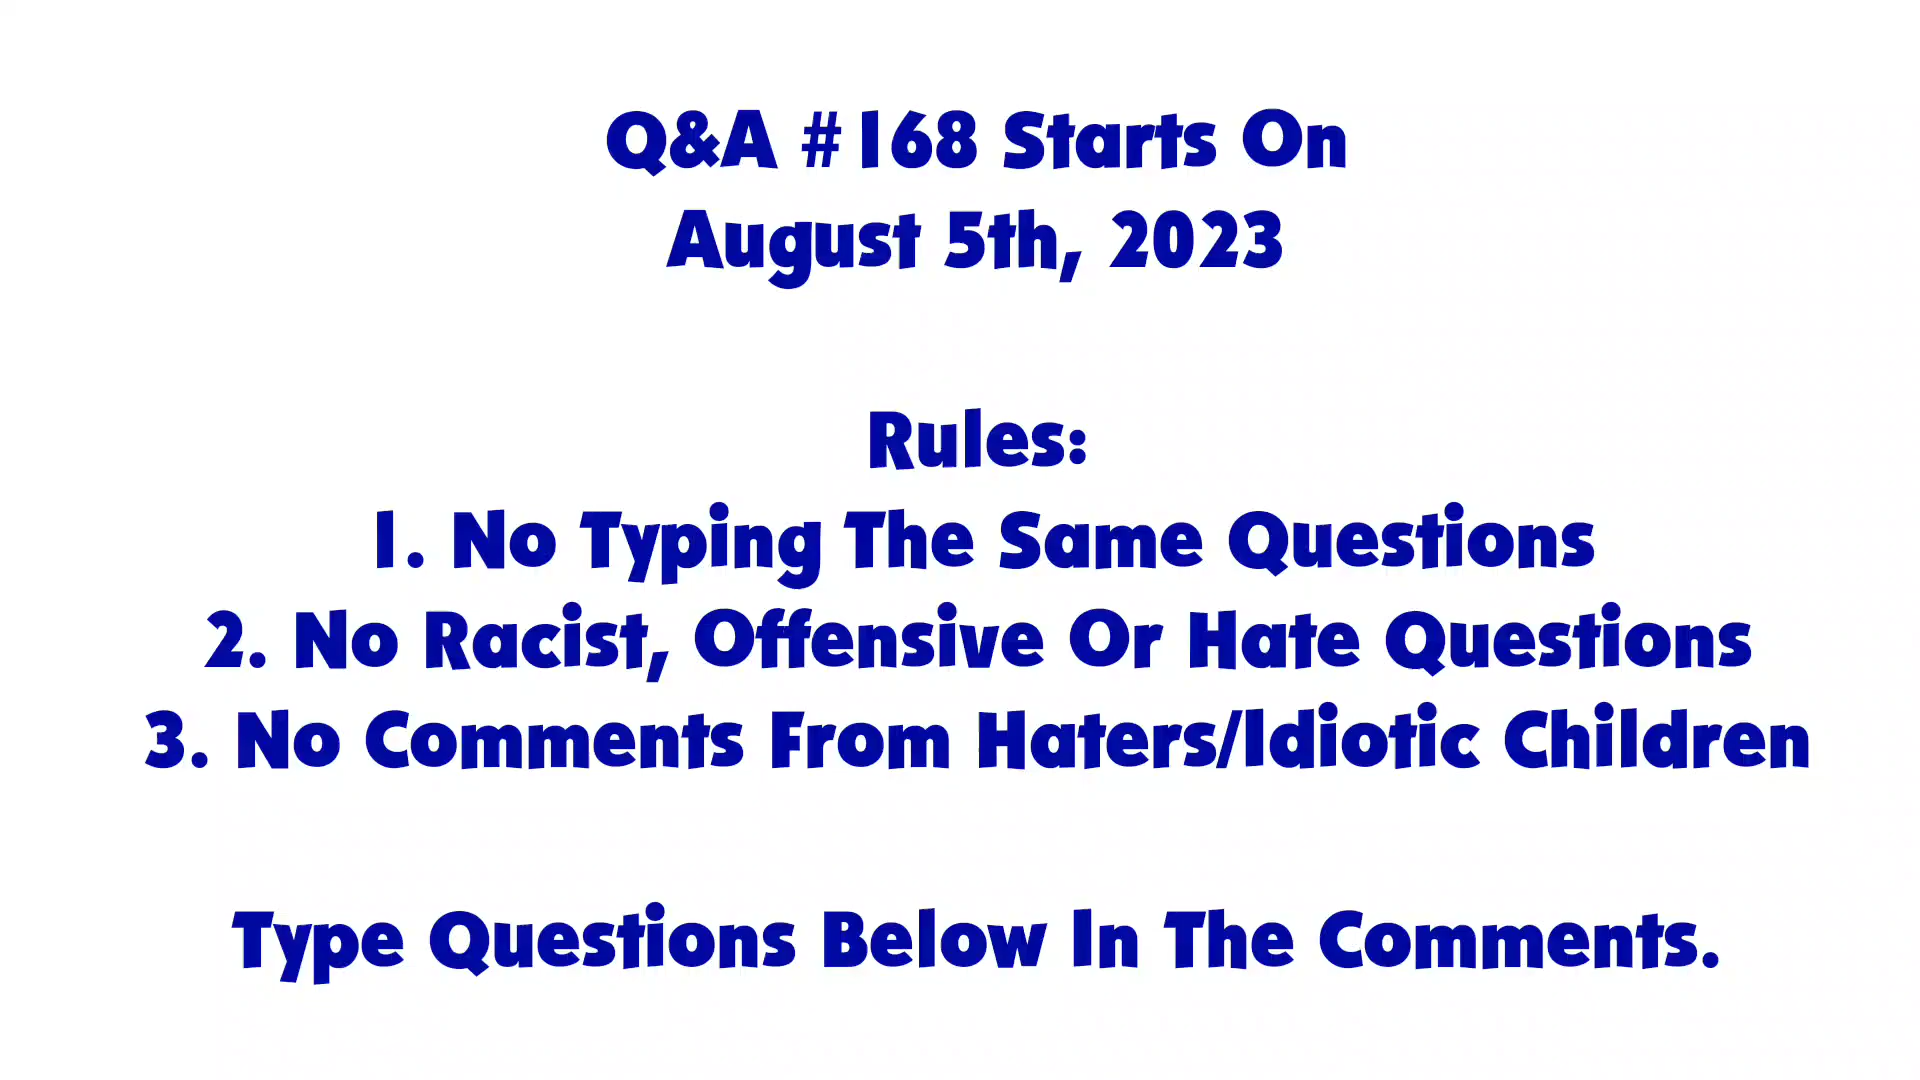 Q&A #168 Starts On
August 5th, 2023
Rules:
1. No Typing The Same Questions
2. No Racist, Offensive Or Hate Questions
3. No Comments From Haters/Idiotic Children
Type Questions Below In The Comments.